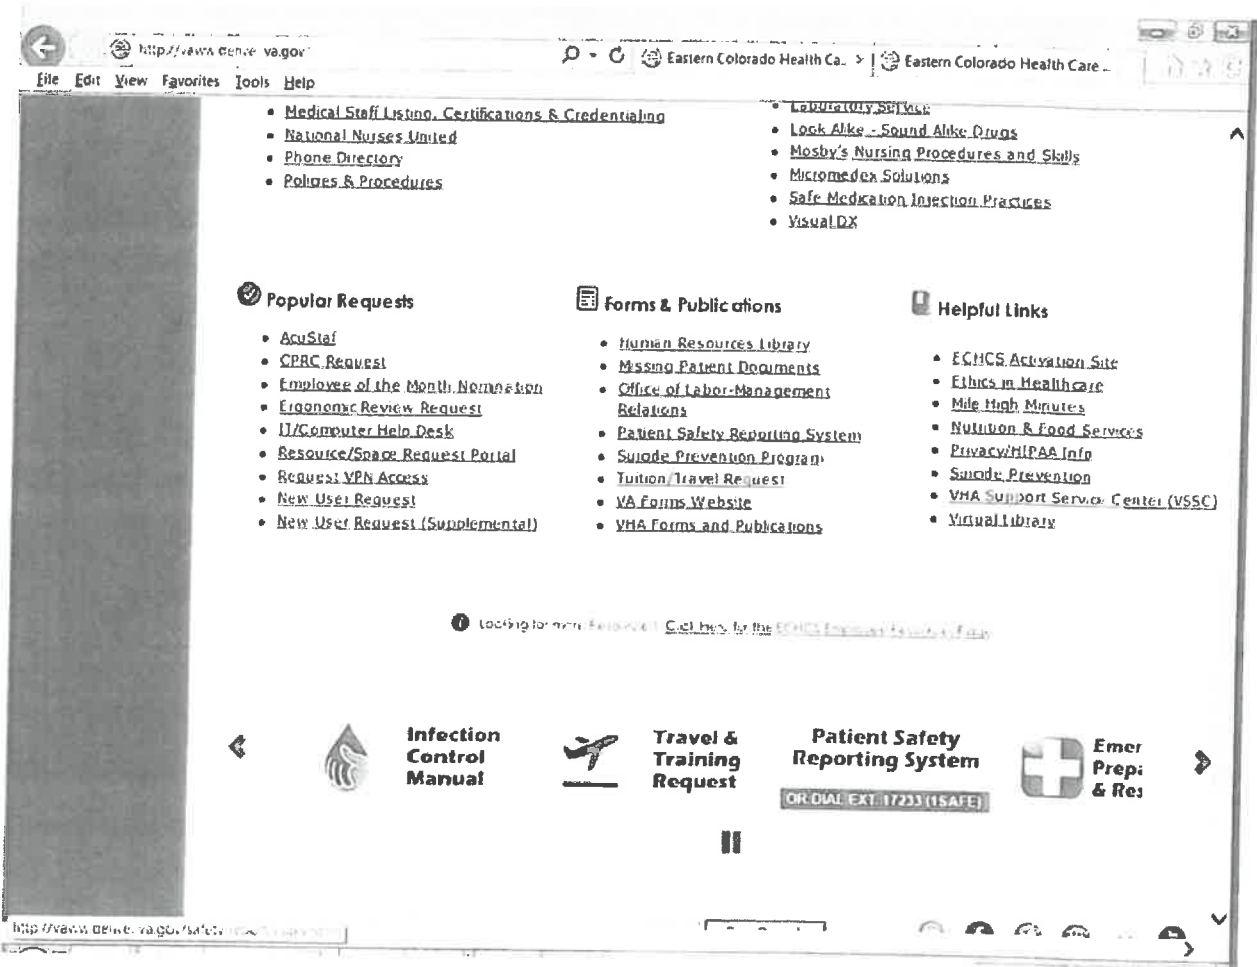 File Edit View Favorites Tools Help
Eastern Colorado Health Ca..
Eastern Colorado Health Care ...
Medical Staff Listing, Certifications & Credentialing
National Nurses United
Phone Directory
Policies & Procedures
Laboratory Service
Look Alike - Sound Alike Drugs
Mosby's Nursing Procedures and Skills
Micromedex Solutions
Safe Medication Injection Practices
Visual DX
Popular Requests
AcuStaf
CPRC Request
Employee of the Month Nomination
Ergonomic Review Request
IT/Computer Help Desk
Resource/Space Request Portal
Request VPN Access
New User Request
New User Request (Supplemental)
Forms & Publications
Human Resources Library
Missing Patient Documents
Office of Labor-Management
Relations
Patient Safety Reporting System
Suicide Prevention Program
Tuition/Travel Request
VA Forms Website
VHA Forms and Publications
Helpful Links
ECHCS Activation Site
Ethics in Healthcare
Mile High Minutes
Nutrition & Food Services
Privacy/HIPAA Info
Suicide Prevention
VHA Support Service Center (VSSC)
Virtual Library
Looking for more Click Here for the ECHCS Employee
Infection
Control
Manual
Travel &
Training
Request
Patient Safety
Reporting System
OR DIAL EXT. 17233 (1SAFE)
Emer
Prep
& Res